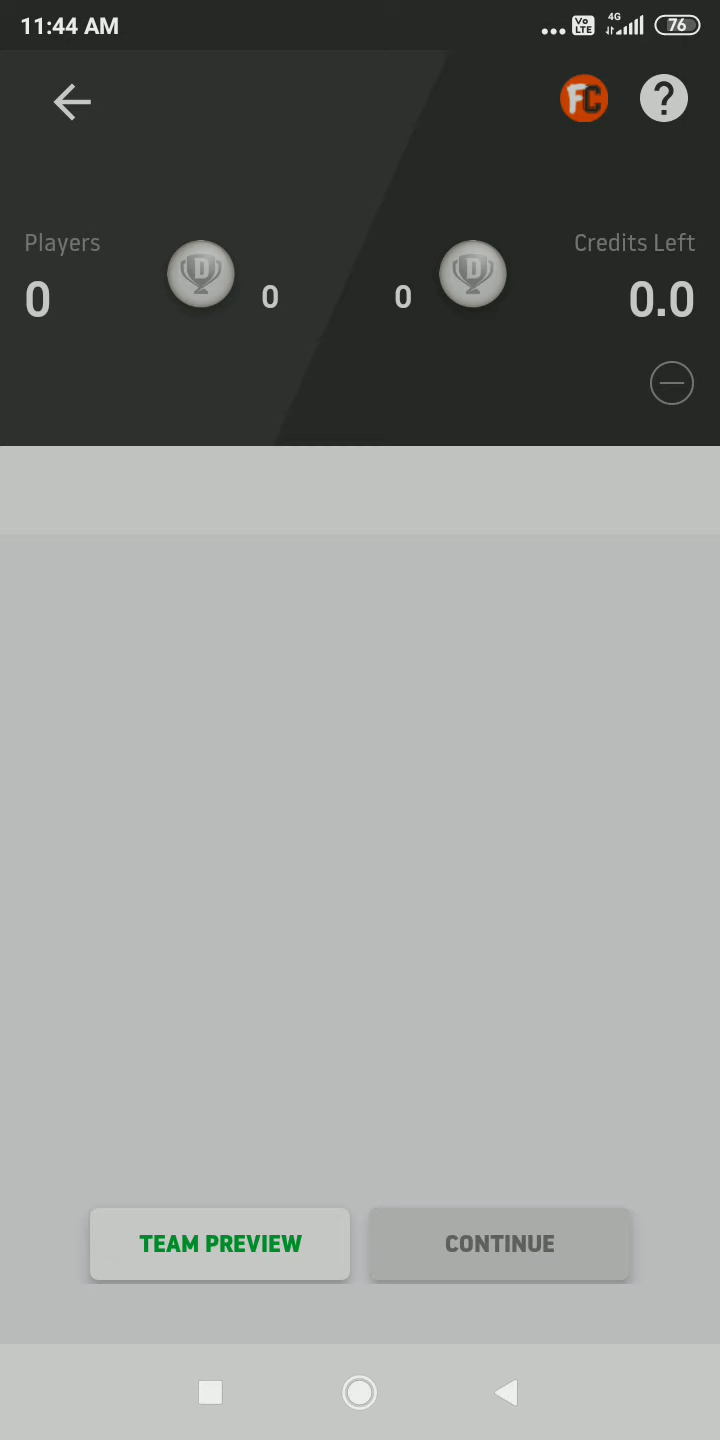 11:44 AM
Vo LTE 4G 76
FC ?
Players
Credits Left
D D
0 0 0 0.0
TEAM PREVIEW CONTINUE